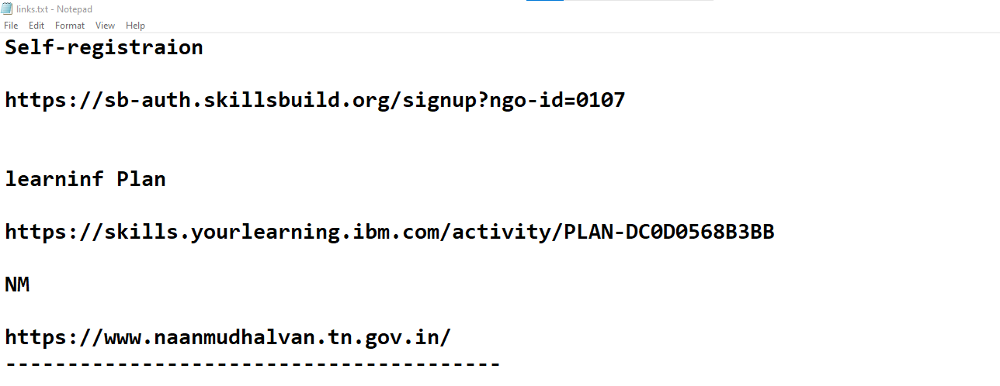 links.txt - Notepad
File Edit Format View Help
Self-registraion
https://sb-auth.skillsbuild.org/signup?ngo-id=0107
learninf Plan
https://skills.yourlearning.ibm.com/activity/PLAN-DC0D0568B3BB
NM
https://www.naanmudhalvan.tn.gov.in/
----------------------------------------